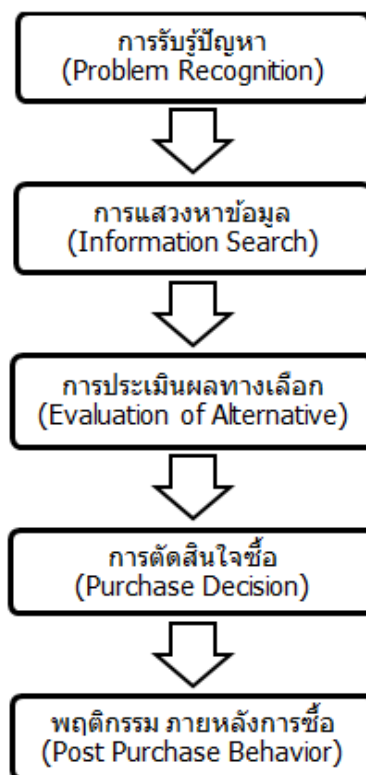 การรับรู้ปัญหา
(Problem Recognition)
การแสวงหาข้อมูล
(Information Search)
การประเมินผลทางเลือก
(Evaluation of Alternative)
การตัดสินใจซื้อ
(Purchase Decision)
พฤติกรรม ภายหลังการซื้อ
(Post Purchase Behavior)